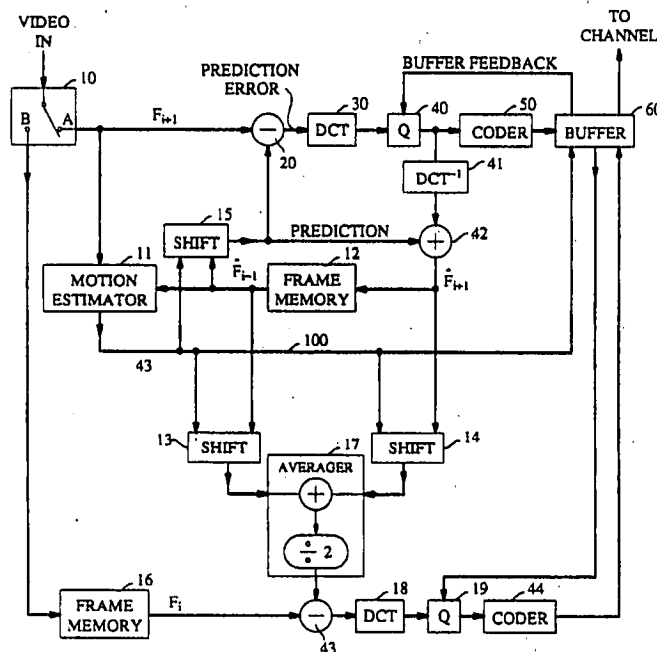 VIDEO
IN
TO
CHANNEL
10
PREDICTION
ERROR
BUFFER FEEDBACK
B
A
F_{i+1}
−
20
30
DCT
40
Q
50
CODER
60
BUFFER
41
DCT⁻¹
15
SHIFT
PREDICTION
+
42
11
MOTION
ESTIMATOR
F̂_{i−1}
12
FRAME
MEMORY
F̂_{i+1}
43
100
13
SHIFT
17
AVERAGER
+
SHIFT
14
÷ 2
16
FRAME
MEMORY
F_i
−
43
18
DCT
19
Q
44
CODER